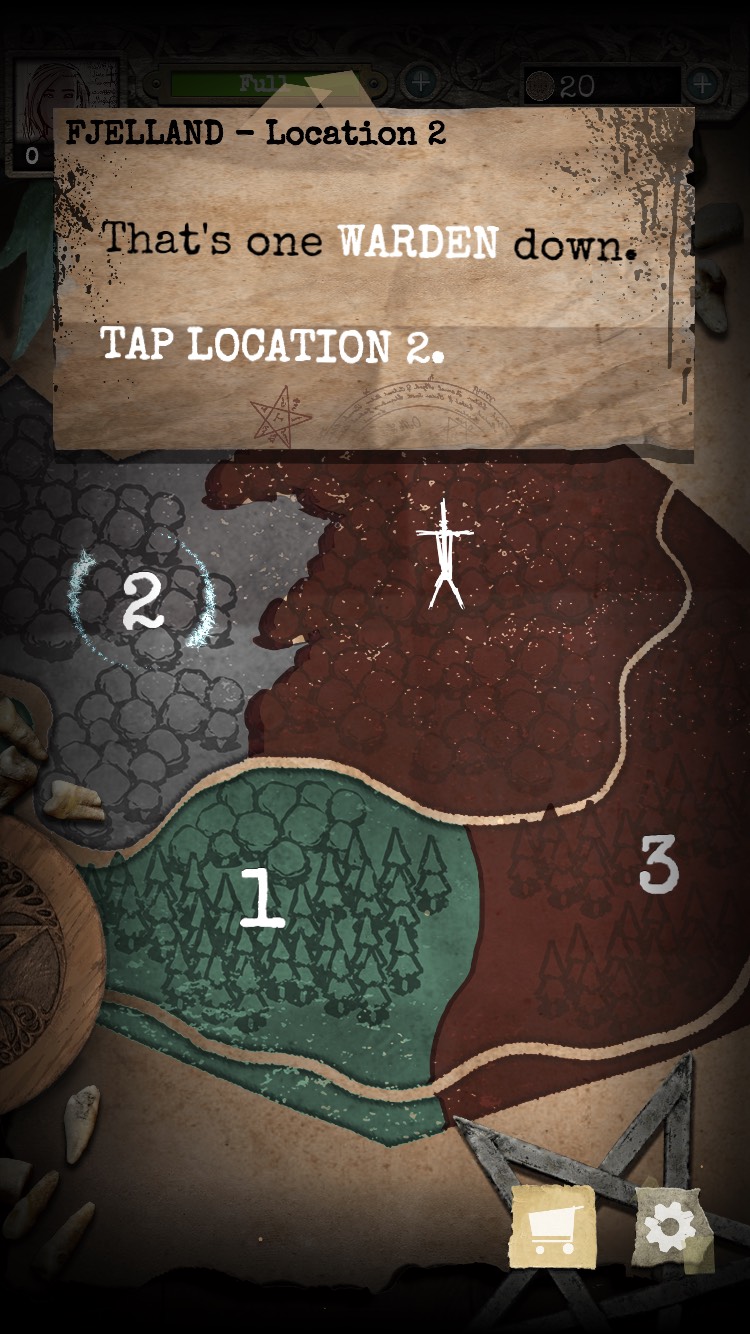 Full
20
0
FJELLAND - Location 2
That's one WARDEN down.
TAP LOCATION 2.
2
1
3